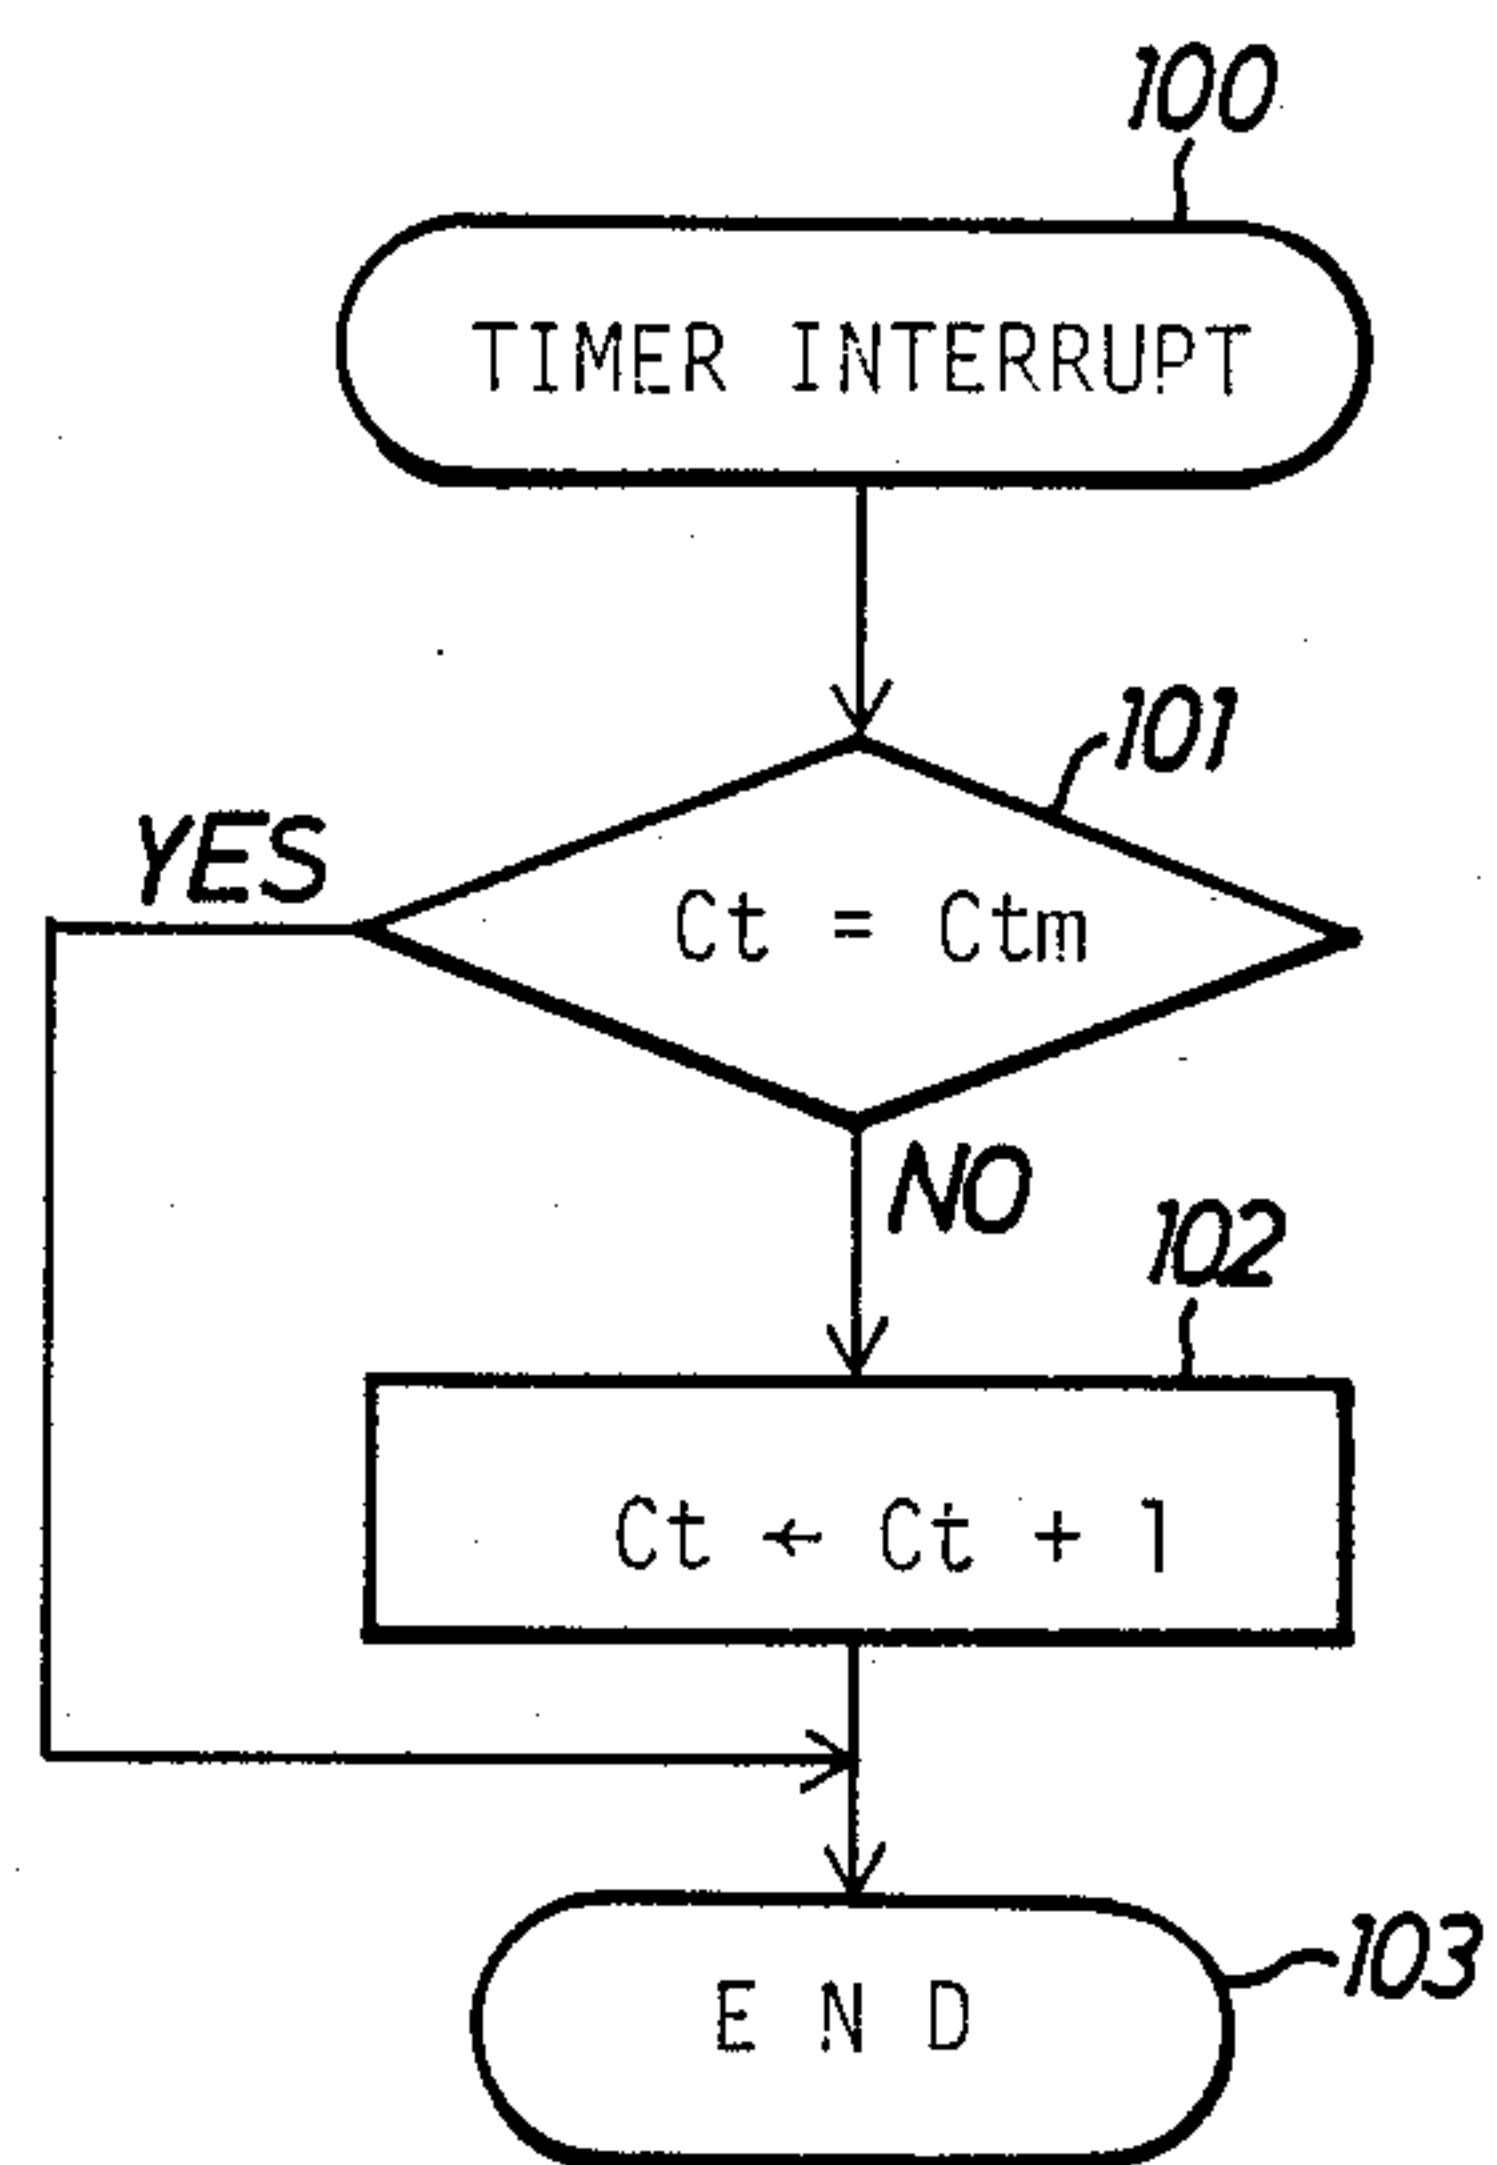 100
TIMER INTERRUPT
101
YES
Ct = Ctm
NO
102
Ct ← Ct + 1
103
E N D